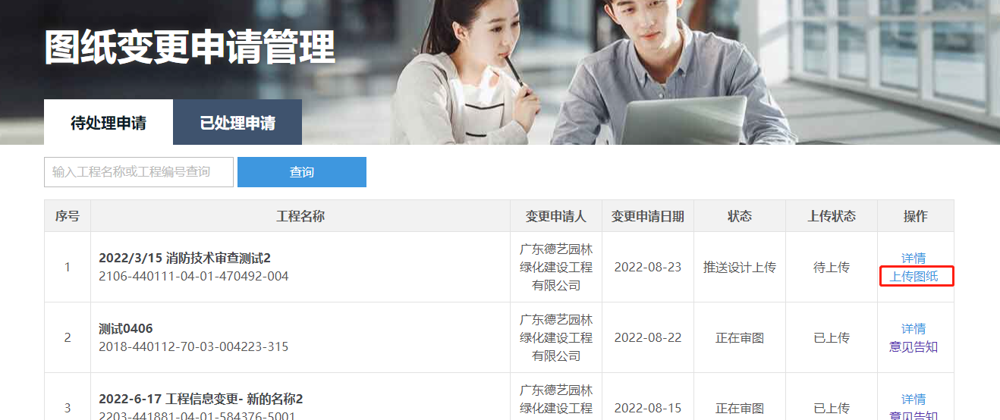 图纸变更申请管理
待处理申请 已处理申请
输入工程名称或工程编号查询 查询
序号 工程名称 变更申请人 变更申请日期 状态 上传状态 操作
1
2022/3/15 消防技术审查测试2
2106-440111-04-01-470492-004
广东德艺园林
绿化建设工程
有限公司
2022-08-23
推送设计上传
待上传
详情
上传图纸
2
测试0406
2018-440112-70-03-004223-315
广东德艺园林
绿化建设工程
有限公司
2022-08-22
正在审图
已上传
详情
意见告知
3
2022-6-17 工程信息变更- 新的名称2
2203-441881-04-01-584376-5001
广东德艺园林
绿化建设工程
2022-08-15
正在审图
已上传
详情
意见告知